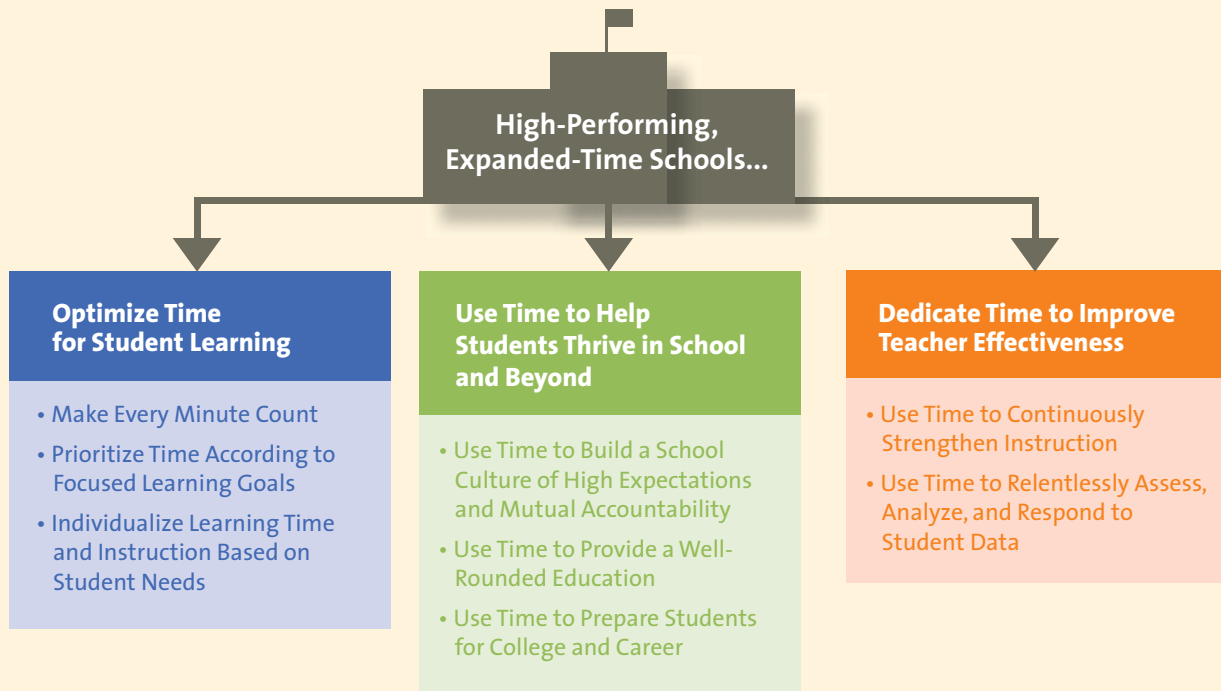 High-Performing,
Expanded-Time Schools...
Optimize Time
for Student Learning
• Make Every Minute Count
• Prioritize Time According to
Focused Learning Goals
• Individualize Learning Time
and Instruction Based on
Student Needs
Use Time to Help
Students Thrive in School
and Beyond
• Use Time to Build a School
Culture of High Expectations
and Mutual Accountability
• Use Time to Provide a Well-
Rounded Education
• Use Time to Prepare Students
for College and Career
Dedicate Time to Improve
Teacher Effectiveness
• Use Time to Continuously
Strengthen Instruction
• Use Time to Relentlessly Assess,
Analyze, and Respond to
Student Data